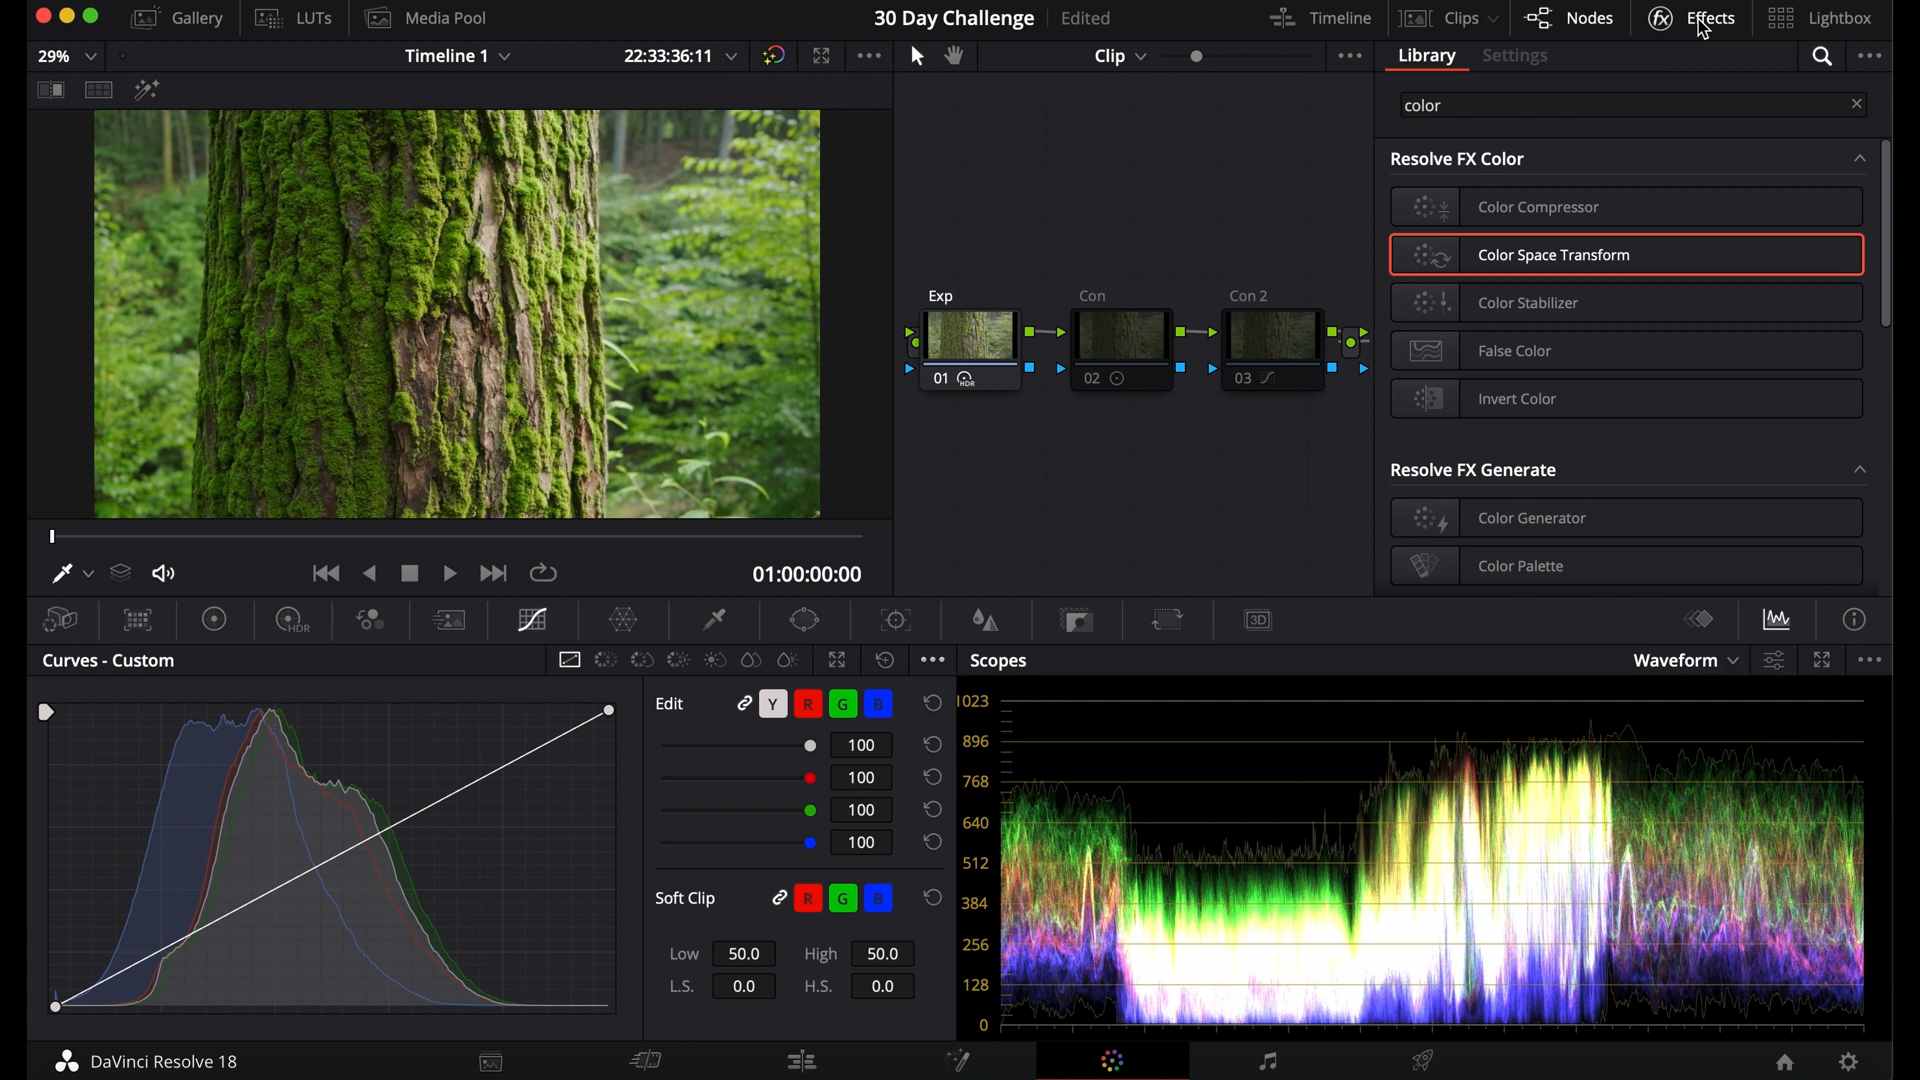 Gallery LUTs Media Pool 30 Day Challenge Edited Timeline Clips Nodes fx Effects Lightbox
29% Timeline 1 22:33:36:11 Clip Library Settings
color
Resolve FX Color
Color Compressor
Color Space Transform
Color Stabilizer
False Color
Invert Color
Resolve FX Generate
Color Generator
Color Palette
Exp Con Con 2
01 HDR 02 03
01:00:00:00
HDR 3D
Curves - Custom Scopes Waveform
Edit Y R G B
100
100
100
100
Soft Clip R G B
Low 50.0 High 50.0
L.S. 0.0 H.S. 0.0
1023
896
768
640
512
384
256
128
0
DaVinci Resolve 18